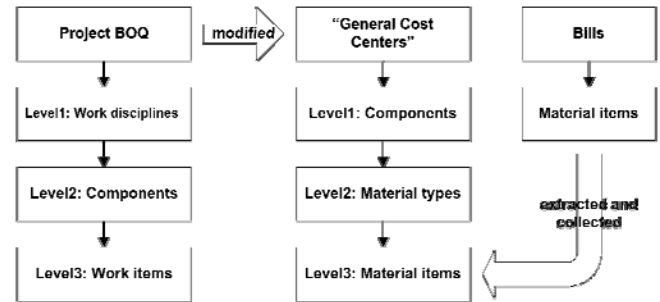 Project BOQ
modified
“General Cost
Centers”
Bills
Level1: Work disciplines
Level1: Components
Material items
Level2: Components
Level2: Material types
extracted and
collected
Level3: Work items
Level3: Material items